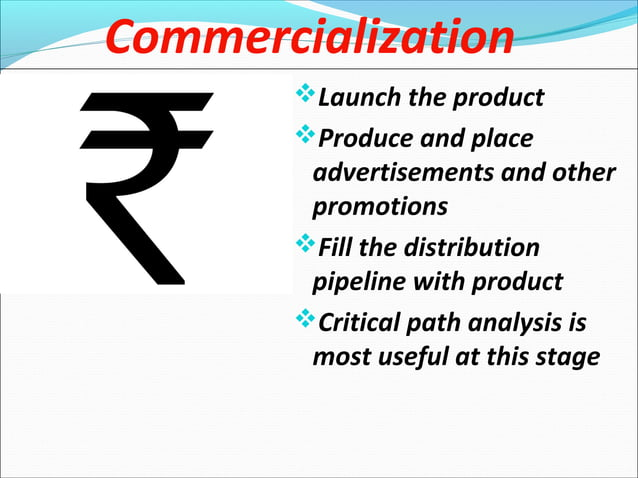 Commercialization
❖Launch the product
❖Produce and place
advertisements and other
promotions
❖Fill the distribution
pipeline with product
❖Critical path analysis is
most useful at this stage
₹